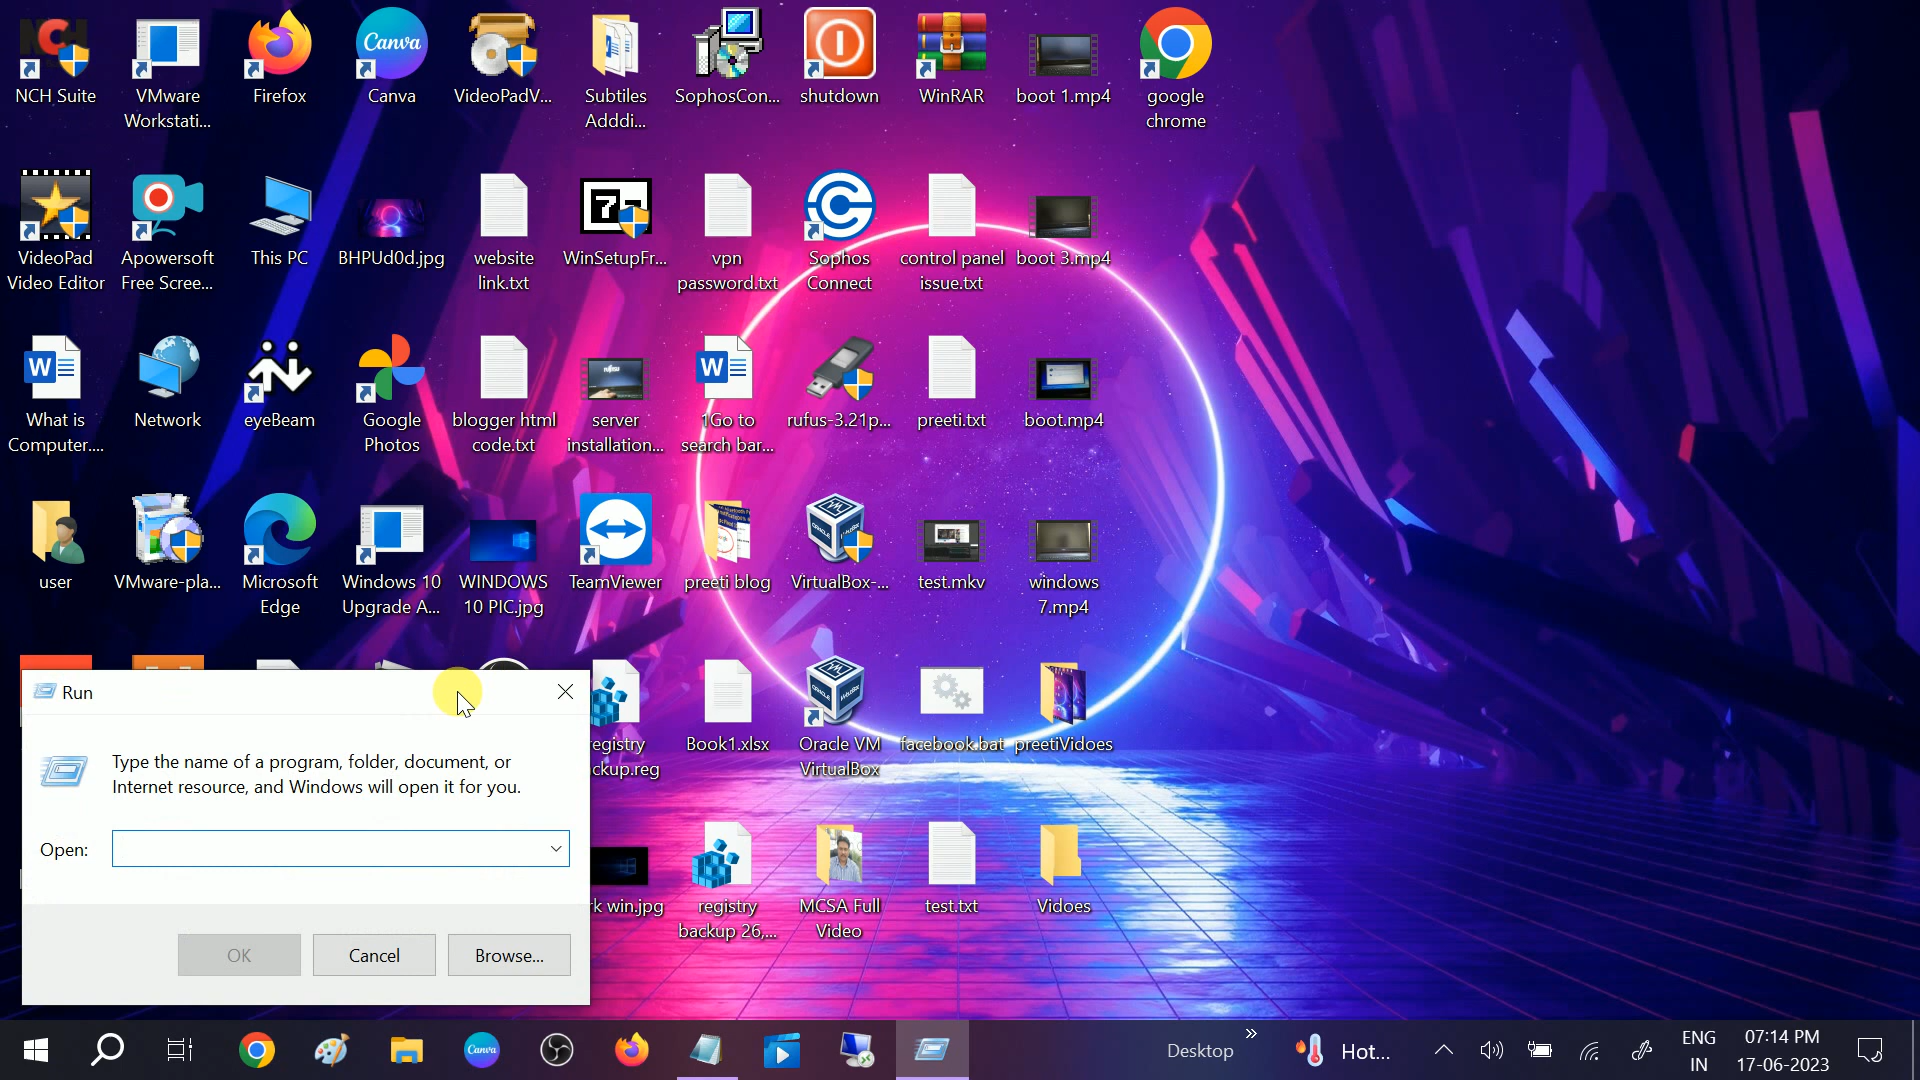 NCH Suite
VMware
Workstati...
Firefox
Canva
Canva
VideoPadV...
Subtiles
Adddi...
SophosCon...
shutdown
WinRAR
boot 1.mp4
google
chrome
VideoPad
Video Editor
Apowersoft
Free Scree...
This PC
BHPUd0d.jpg
website
link.txt
WinSetupFr...
vpn
password.txt
Sophos
Connect
control panel
issue.txt
boot 3.mp4
What is
Computer....
Network
eyeBeam
Google
Photos
blogger html
code.txt
server
installation...
1Go to
search bar...
rufus-3.21p...
preeti.txt
boot.mp4
user
VMware-pla...
Microsoft
Edge
Windows 10
Upgrade A...
WINDOWS
10 PIC.jpg
TeamViewer
preeti blog
VirtualBox-...
test.mkv
windows
7.mp4
egistry
ckup.reg
Book1.xlsx
Oracle VM
VirtualBox
facebook.bat
preetiVidoes
rk win.jpg
registry
backup 26,...
MCSA Full
Video
test.txt
Vidoes
Run
Type the name of a program, folder, document, or
Internet resource, and Windows will open it for you.
Open:
OK
Cancel
Browse...
Canva
Desktop
Hot...
ENG
IN
07:14 PM
17-06-2023